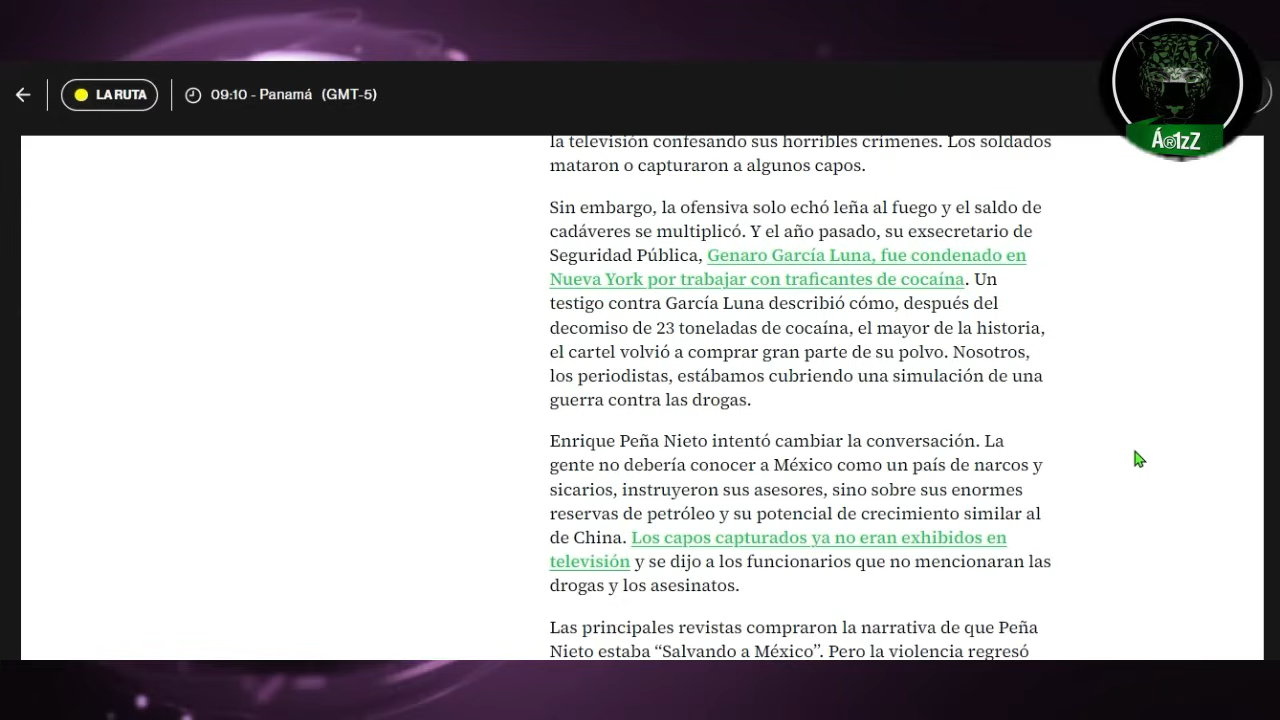 LA RUTA
09:10 - Panamá (GMT-5)
Á®1zZ
la televisión confesando sus horribles crímenes. Los soldados
mataron o capturaron a algunos capos.
Sin embargo, la ofensiva solo echó leña al fuego y el saldo de
cadáveres se multiplicó. Y el año pasado, su exsecretario de
Seguridad Pública, Genaro García Luna, fue condenado en
Nueva York por trabajar con traficantes de cocaína. Un
testigo contra García Luna describió cómo, después del
decomiso de 23 toneladas de cocaína, el mayor de la historia,
el cartel volvió a comprar gran parte de su polvo. Nosotros,
los periodistas, estábamos cubriendo una simulación de una
guerra contra las drogas.
Enrique Peña Nieto intentó cambiar la conversación. La
gente no debería conocer a México como un país de narcos y
sicarios, instruyeron sus asesores, sino sobre sus enormes
reservas de petróleo y su potencial de crecimiento similar al
de China. Los capos capturados ya no eran exhibidos en
televisión y se dijo a los funcionarios que no mencionaran las
drogas y los asesinatos.
Las principales revistas compraron la narrativa de que Peña
Nieto estaba “Salvando a México”. Pero la violencia regresó